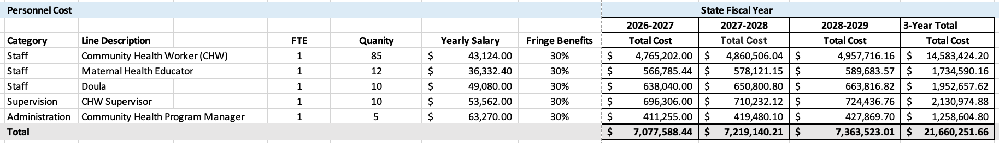 Personnel Cost State Fiscal Year
2026-2027 2027-2028 2028-2029 3-Year Total
Category Line Description FTE Quanity Yearly Salary Fringe Benefits Total Cost Total Cost Total Cost Total Cost
Staff Community Health Worker (CHW) 1 85 $ 43,124.00 30% $ 4,765,202.00 $ 4,860,506.04 $ 4,957,716.16 $ 14,583,424.20
Staff Maternal Health Educator 1 12 $ 36,332.40 30% $ 566,785.44 $ 578,121.15 $ 589,683.57 $ 1,734,590.16
Staff Doula 1 10 $ 49,080.00 30% $ 638,040.00 $ 650,800.80 $ 663,816.82 $ 1,952,657.62
Supervision CHW Supervisor 1 10 $ 53,562.00 30% $ 696,306.00 $ 710,232.12 $ 724,436.76 $ 2,130,974.88
Administration Community Health Program Manager 1 5 $ 63,270.00 30% $ 411,255.00 $ 419,480.10 $ 427,869.70 $ 1,258,604.80
Total $ 7,077,588.44 $ 7,219,140.21 $ 7,363,523.01 $ 21,660,251.66